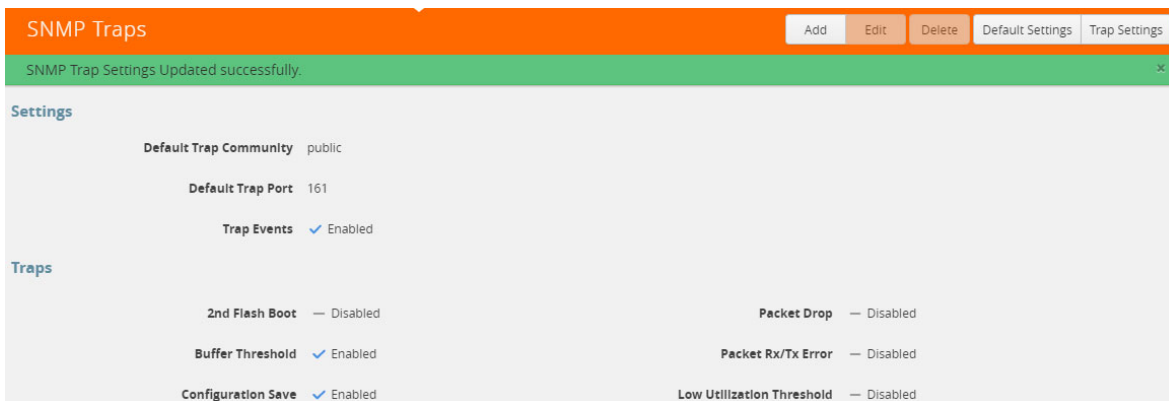 SNMP Traps
Add Edit Delete Default Settings Trap Settings
SNMP Trap Settings Updated successfully. ×
Settings
Default Trap Community public
Default Trap Port 161
Trap Events Enabled
Traps
2nd Flash Boot — Disabled Packet Drop — Disabled
Buffer Threshold Enabled Packet Rx/Tx Error — Disabled
Configuration Save Enabled Low Utilization Threshold — Disabled